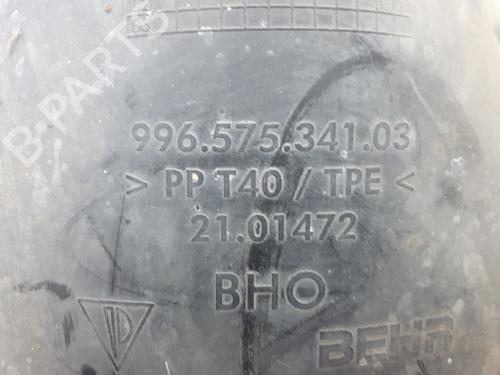 B-PARTS
996.575.341.03
> PP T40 / TPE <
21.01472
BHO
BEHR